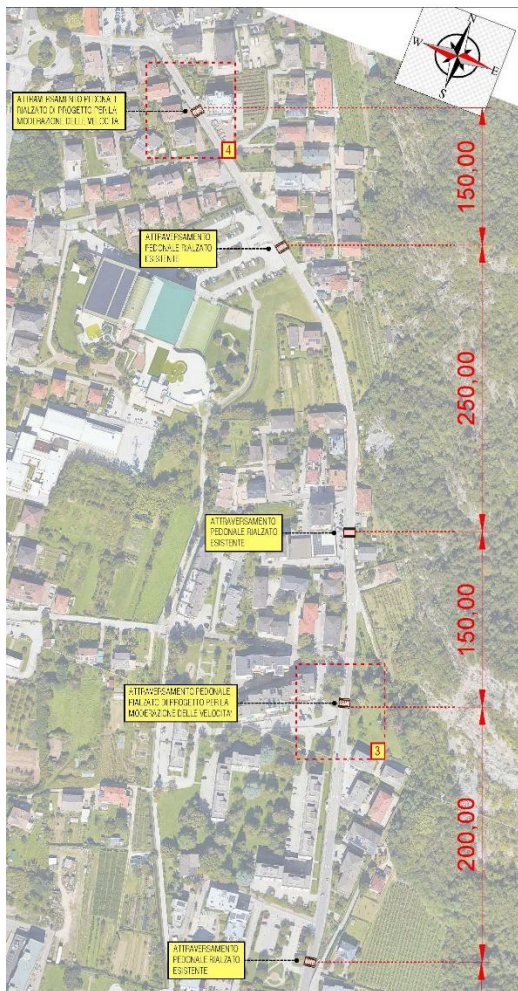 N
W
E
S
ATTRAVERSAMENTO PEDONALE
RIALZATO DI PROGETTO PER LA
MODERAZIONE DELLE VELOCITA'
4
150,00
ATTRAVERSAMENTO
PEDONALE RIALZATO
ESISTENTE
250,00
ATTRAVERSAMENTO
PEDONALE RIALZATO
ESISTENTE
150,00
ATTRAVERSAMENTO PEDONALE
RIALZATO DI PROGETTO PER LA
MODERAZIONE DELLE VELOCITA'
3
200,00
ATTRAVERSAMENTO
PEDONALE RIALZATO
ESISTENTE